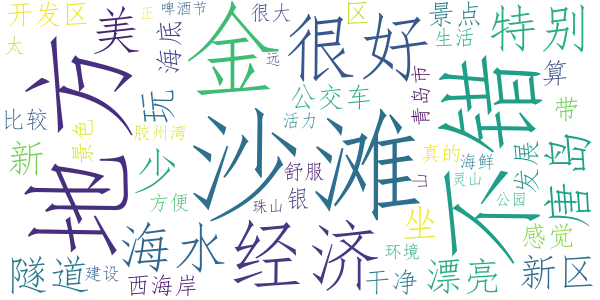 开发区
正
啤酒节
很大
区
景点
美
太
海底
金
很好
生活
特别
远
地方
玩
公交车
青岛市
不错
算
比较
景色
胶州湾
活力
带
沙滩
新
少
舒服
真的
海鲜
发展
唐岛
方便
珠山
银
山
灵山
公园
坐
海水
经济
感觉
隧道
建设
西海岸
环境
干净
漂亮
新区